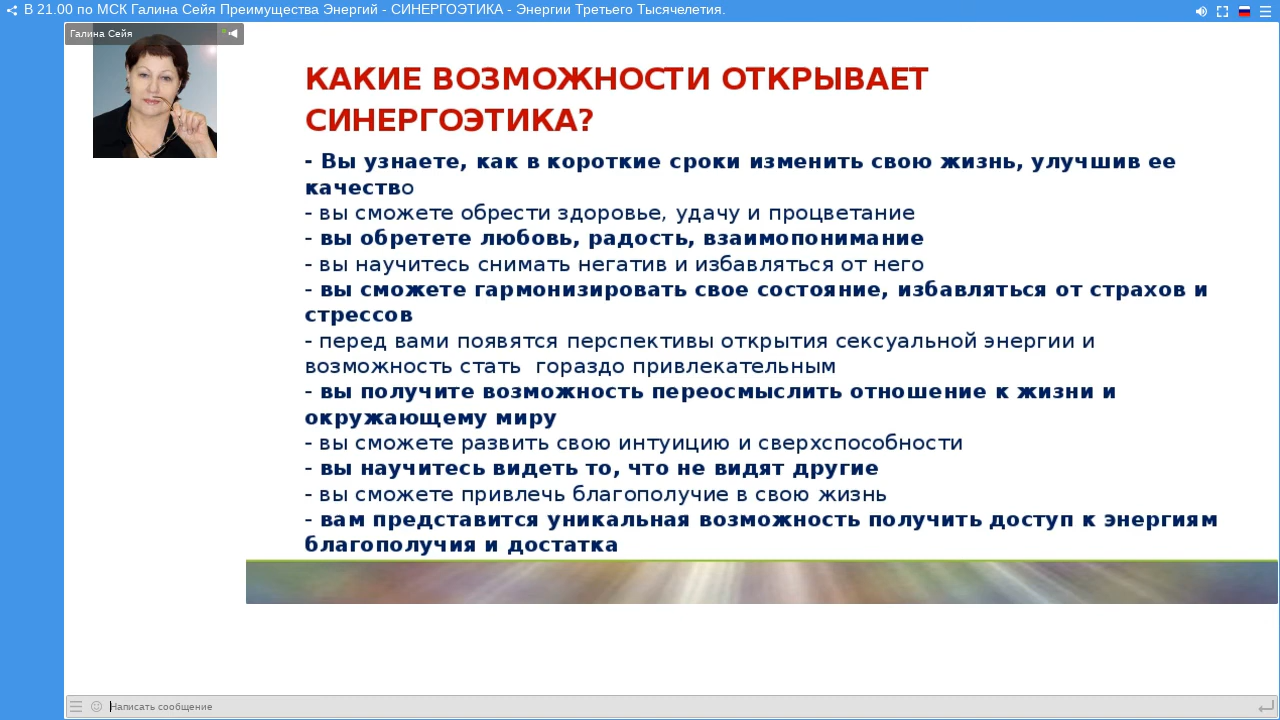 В 21.00 по МСК Галина Сейя Преимущества Энергий - СИНЕРГОЭТИКА - Энергии Третьего Тысячелетия.
Галина Сейя
КАКИЕ ВОЗМОЖНОСТИ ОТКРЫВАЕТ
СИНЕРГОЭТИКА?
- Вы узнаете, как в короткие сроки изменить свою жизнь, улучшив ее
качество
- вы сможете обрести здоровье, удачу и процветание
- вы обретете любовь, радость, взаимопонимание
- вы научитесь снимать негатив и избавляться от него
- вы сможете гармонизировать свое состояние, избавляться от страхов и
стрессов
- перед вами появятся перспективы открытия сексуальной энергии и
возможность стать  гораздо привлекательным
- вы получите возможность переосмыслить отношение к жизни и
окружающему миру
- вы сможете развить свою интуицию и сверхспособности
- вы научитесь видеть то, что не видят другие
- вы сможете привлечь благополучие в свою жизнь
- вам представится уникальная возможность получить доступ к энергиям
благополучия и достатка
Написать сообщение